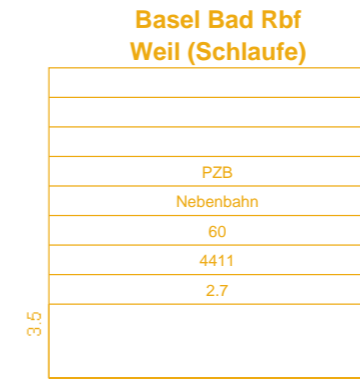 Basel Bad Rbf
Weil (Schlaufe)
PZB
Nebenbahn
60
4411
2.7
3.5